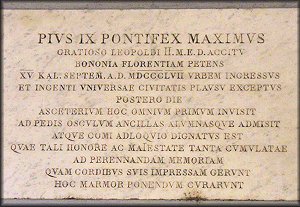 PIVS IX PONTIFEX MAXIMVS
GRATIOSO LEOPOLDI II. M. E. D. ACCITV
BONONIA FLORENTIAM PETENS
XV KAL. SEPTEM. A. D. MDCCCLVII VRBEM INGRESSVS
ET INGENTI VNIVERSAE CIVITATIS PLAVSV EXCEPTVS
POSTERO DIE
ASCETERIVM HOC OMNIVM PRIMVM INVISIT
AD PEDIS OSCVLVM ANCILLAS ALVMNASQVE ADMISIT
ATQVE COMI ADLOQVIO DIGNATVS EST
QVAE TALI HONORE AC MAIESTATE TANTA CVMVLATAE
AD PERENNANDAM MEMORIAM
QVAM CORDIBVS SVIS IMPRESSAM GERVNT
HOC MARMOR PONENDVM CVRARVNT